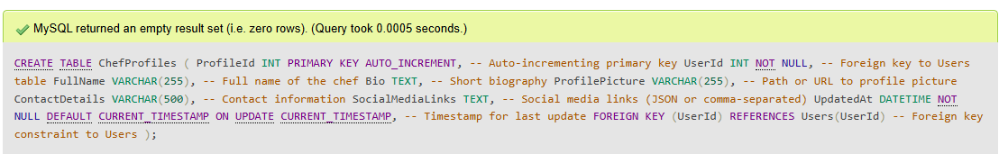 MySQL returned an empty result set (i.e. zero rows). (Query took 0.0005 seconds.)
CREATE TABLE ChefProfiles ( ProfileId INT PRIMARY KEY AUTO_INCREMENT, -- Auto-incrementing primary key UserId INT NOT NULL, -- Foreign key to Users
table FullName VARCHAR(255), -- Full name of the chef Bio TEXT, -- Short biography ProfilePicture VARCHAR(255), -- Path or URL to profile picture
ContactDetails VARCHAR(500), -- Contact information SocialMediaLinks TEXT, -- Social media links (JSON or comma-separated) UpdatedAt DATETIME NOT
NULL DEFAULT CURRENT_TIMESTAMP ON UPDATE CURRENT_TIMESTAMP, -- Timestamp for last update FOREIGN KEY (UserId) REFERENCES Users(UserId) -- Foreign key
constraint to Users );